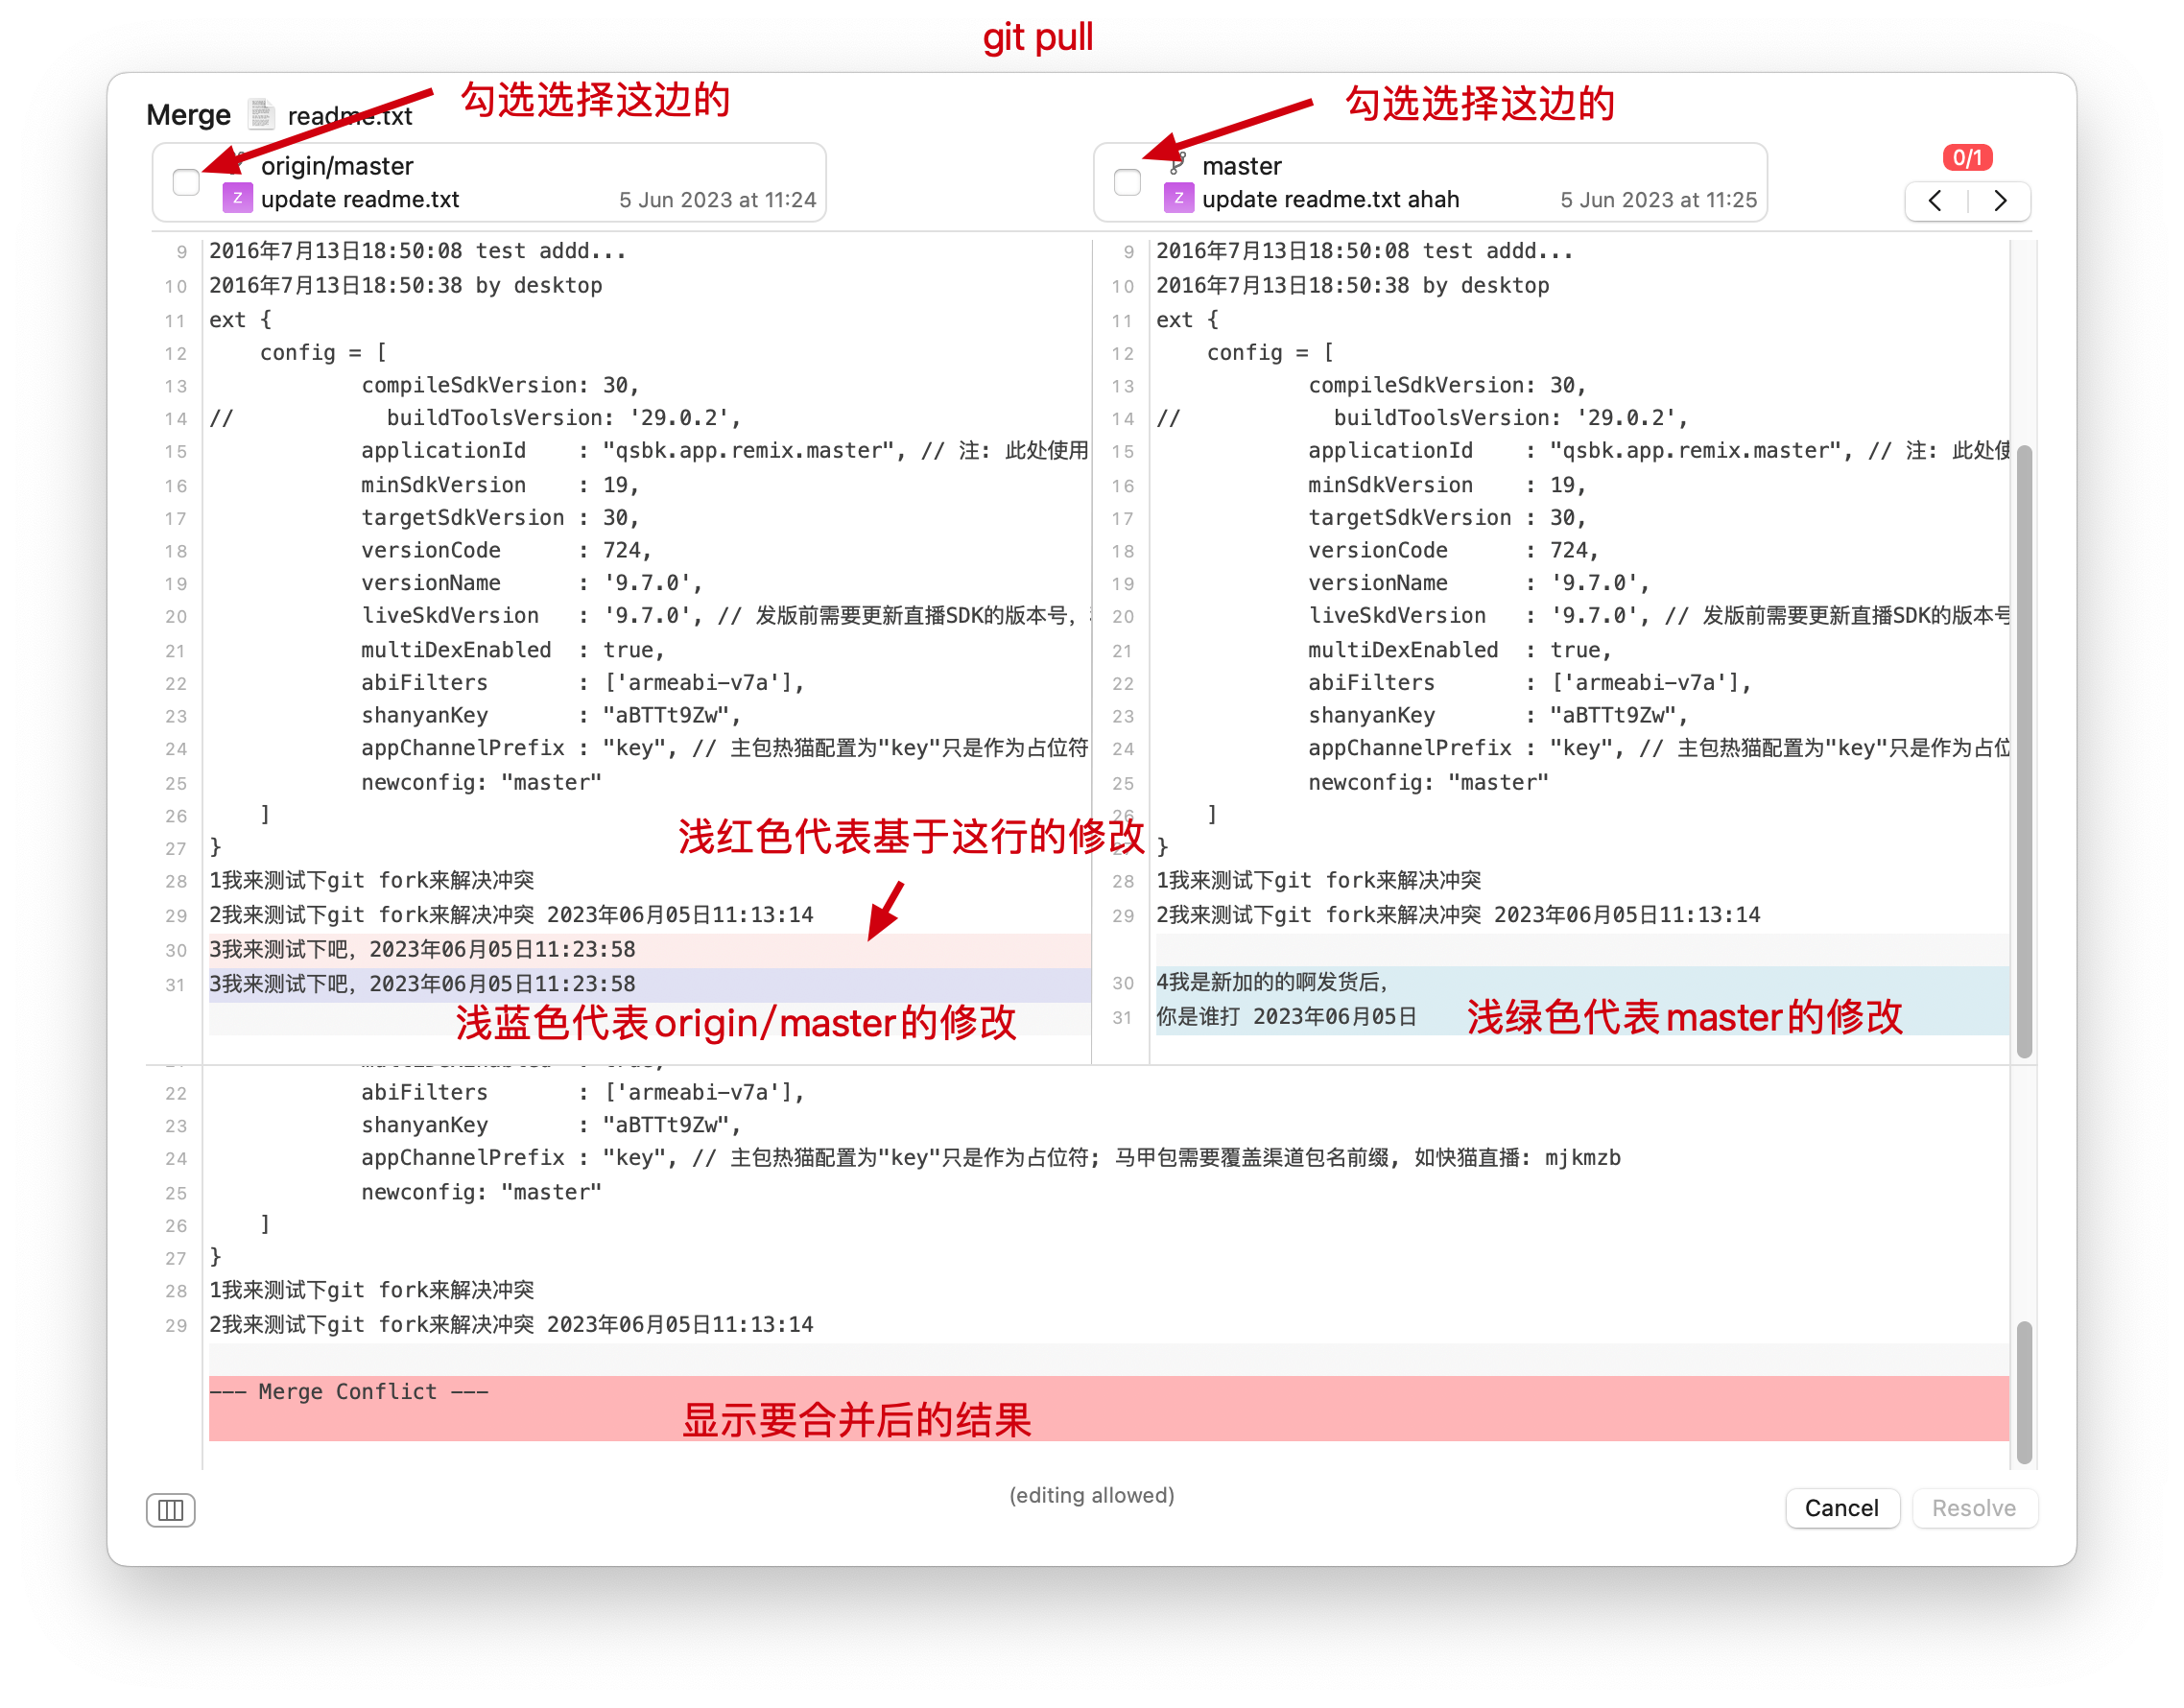 git pull
勾选选择这边的
勾选选择这边的
Merge readme.txt
origin/master
Z update readme.txt 5 Jun 2023 at 11:24
master
Z update readme.txt ahah 5 Jun 2023 at 11:25
0/1
9 2016年7月13日18:50:08 test addd...
10 2016年7月13日18:50:38 by desktop
11 ext {
12     config = [
13             compileSdkVersion: 30,
14 //            buildToolsVersion: '29.0.2',
15             applicationId    : "qsbk.app.remix.master", // 注: 此处使用
16             minSdkVersion    : 19,
17             targetSdkVersion : 30,
18             versionCode      : 724,
19             versionName      : '9.7.0',
20             liveSkdVersion   : '9.7.0', // 发版前需要更新直播SDK的版本号,
21             multiDexEnabled  : true,
22             abiFilters       : ['armeabi-v7a'],
23             shanyanKey       : "aBTTt9Zw",
24             appChannelPrefix : "key", // 主包热猫配置为"key"只是作为占位符
25             newconfig: "master"
26     ]
浅红色代表基于这行的修改
27 }
28 1我来测试下git fork来解决冲突
29 2我来测试下git fork来解决冲突 2023年06月05日11:13:14
30 3我来测试下吧, 2023年06月05日11:23:58
31 3我来测试下吧, 2023年06月05日11:23:58
浅蓝色代表origin/master的修改
9 2016年7月13日18:50:08 test addd...
10 2016年7月13日18:50:38 by desktop
11 ext {
12     config = [
13             compileSdkVersion: 30,
14 //            buildToolsVersion: '29.0.2',
15             applicationId    : "qsbk.app.remix.master", // 注: 此处使
16             minSdkVersion    : 19,
17             targetSdkVersion : 30,
18             versionCode      : 724,
19             versionName      : '9.7.0',
20             liveSkdVersion   : '9.7.0', // 发版前需要更新直播SDK的版本号
21             multiDexEnabled  : true,
22             abiFilters       : ['armeabi-v7a'],
23             shanyanKey       : "aBTTt9Zw",
24             appChannelPrefix : "key", // 主包热猫配置为"key"只是作为占位
25             newconfig: "master"
26     ]
27 }
28 1我来测试下git fork来解决冲突
29 2我来测试下git fork来解决冲突 2023年06月05日11:13:14
30 4我是新加的的啊发货后,
31 你是谁打 2023年06月05日
浅绿色代表master的修改
22             abiFilters       : ['armeabi-v7a'],
23             shanyanKey       : "aBTTt9Zw",
24             appChannelPrefix : "key", // 主包热猫配置为"key"只是作为占位符; 马甲包需要覆盖渠道包名前缀, 如快猫直播: mjkmzb
25             newconfig: "master"
26     ]
27 }
28 1我来测试下git fork来解决冲突
29 2我来测试下git fork来解决冲突 2023年06月05日11:13:14
--- Merge Conflict ---
显示要合并后的结果
(editing allowed)
Cancel
Resolve